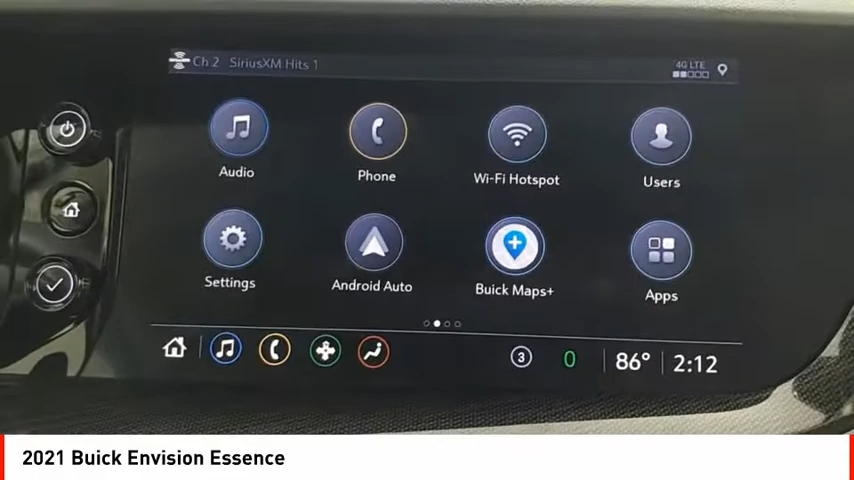 Ch 2 SiriusXM Hits 1
4G LTE
Audio Phone Wi-Fi Hotspot Users
Settings Android Auto Buick Maps+ Apps
3 0 86° 2:12
2021 Buick Envision Essence